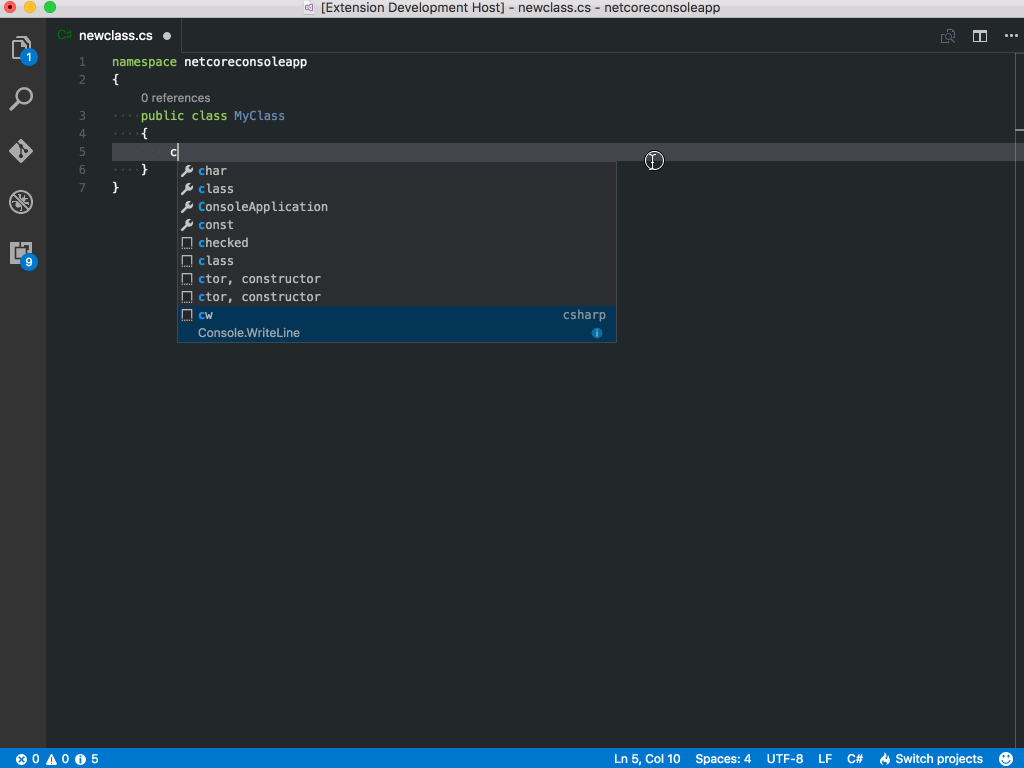 [Extension Development Host] - newclass.cs - netcoreconsoleapp
C# newclass.cs
1
1 namespace netcoreconsoleapp
2 {
0 references
3 public class MyClass
4 {
5 c
6 }
7 }
char
class
ConsoleApplication
const
checked
class
ctor, constructor
ctor, constructor
cw csharp
Console.WriteLine
9
0 0 5 Ln 5, Col 10 Spaces: 4 UTF-8 LF C# Switch projects